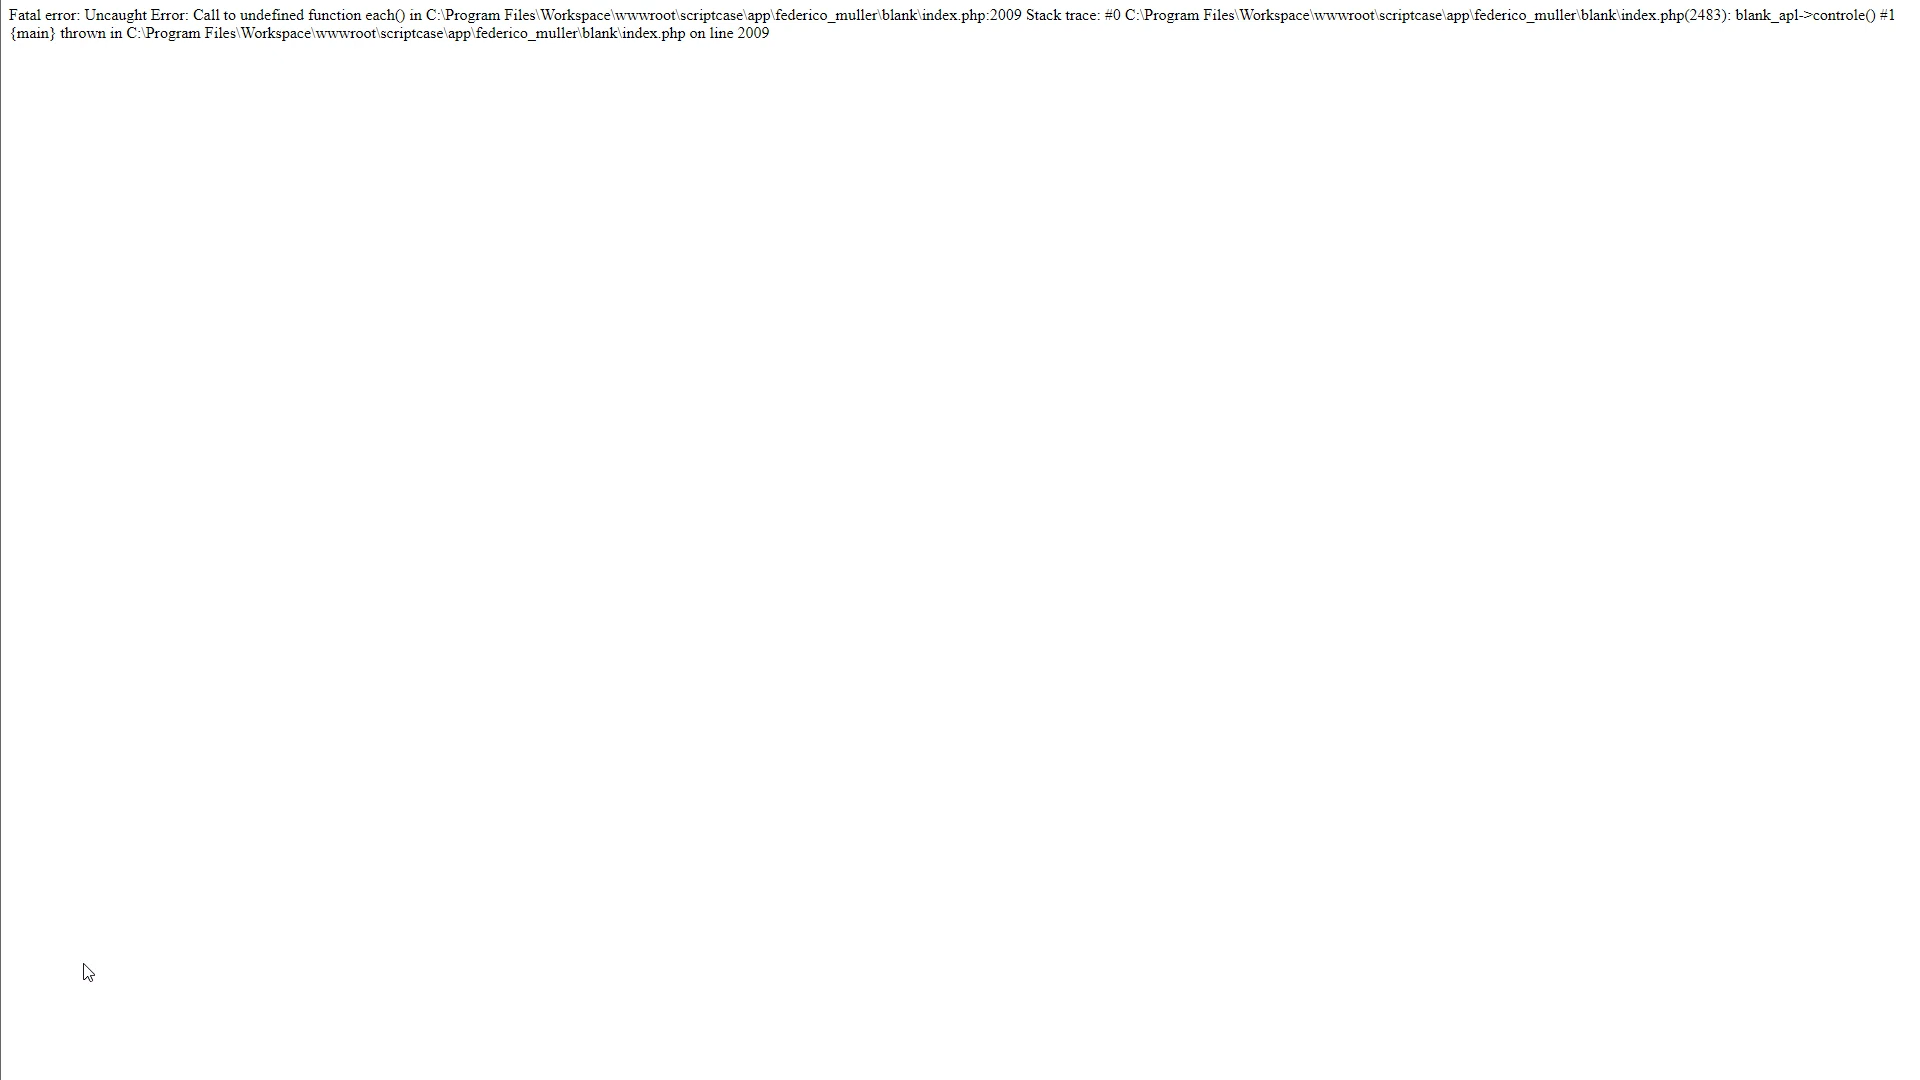 Fatal error: Uncaught Error: Call to undefined function each() in C:\Program Files\Workspace\wwwroot\scriptcase\app\federico_muller\blank\index.php:2009 Stack trace: #0 C:\Program Files\Workspace\wwwroot\scriptcase\app\federico_muller\blank\index.php(2483): blank_apl->controle() #1
{main} thrown in C:\Program Files\Workspace\wwwroot\scriptcase\app\federico_muller\blank\index.php on line 2009